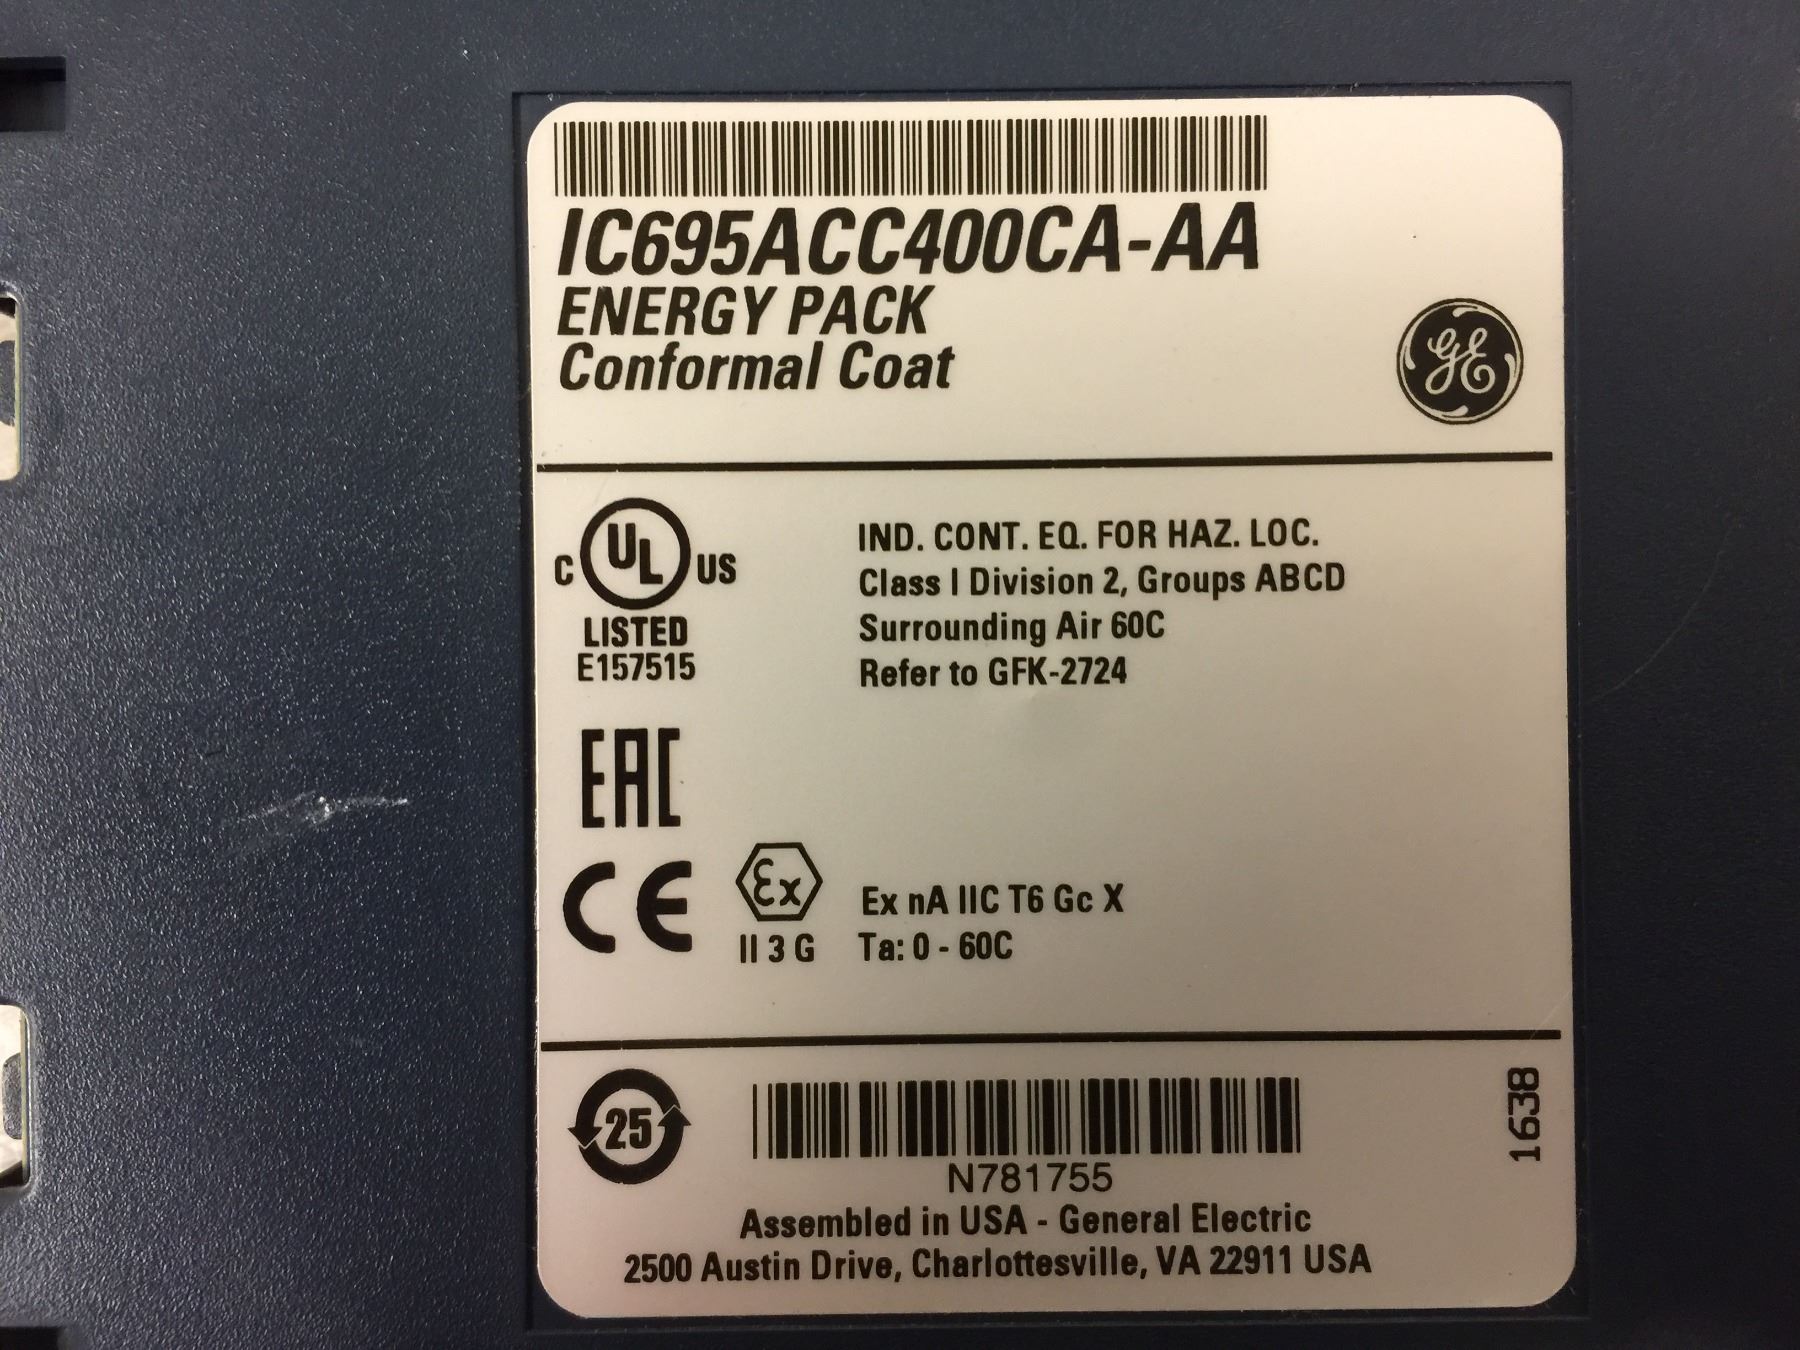 IC695ACC400CA-AA
ENERGY PACK
Conformal Coat
GE
C UL US
LISTED
E157515
IND. CONT. EQ. FOR HAZ. LOC.
Class I Division 2, Groups ABCD
Surrounding Air 60C
Refer to GFK-2724
EAC
CE
Ex
II 3 G
Ex nA IIC T6 Gc X
Ta: 0 - 60C
25
N781755
1638
Assembled in USA - General Electric
2500 Austin Drive, Charlottesville, VA 22911 USA